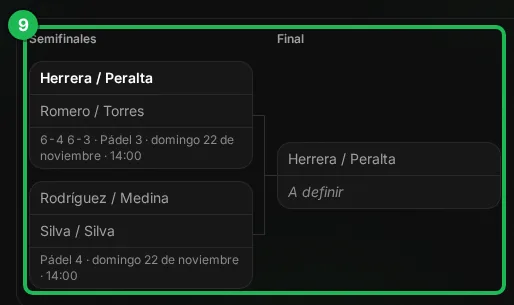 9
Semifinales
Final
Herrera / Peralta
Romero / Torres
6-4 6-3 · Pádel 3 · domingo 22 de
noviembre · 14:00
Herrera / Peralta
A definir
Rodríguez / Medina
Silva / Silva
Pádel 4 · domingo 22 de noviembre
· 14:00